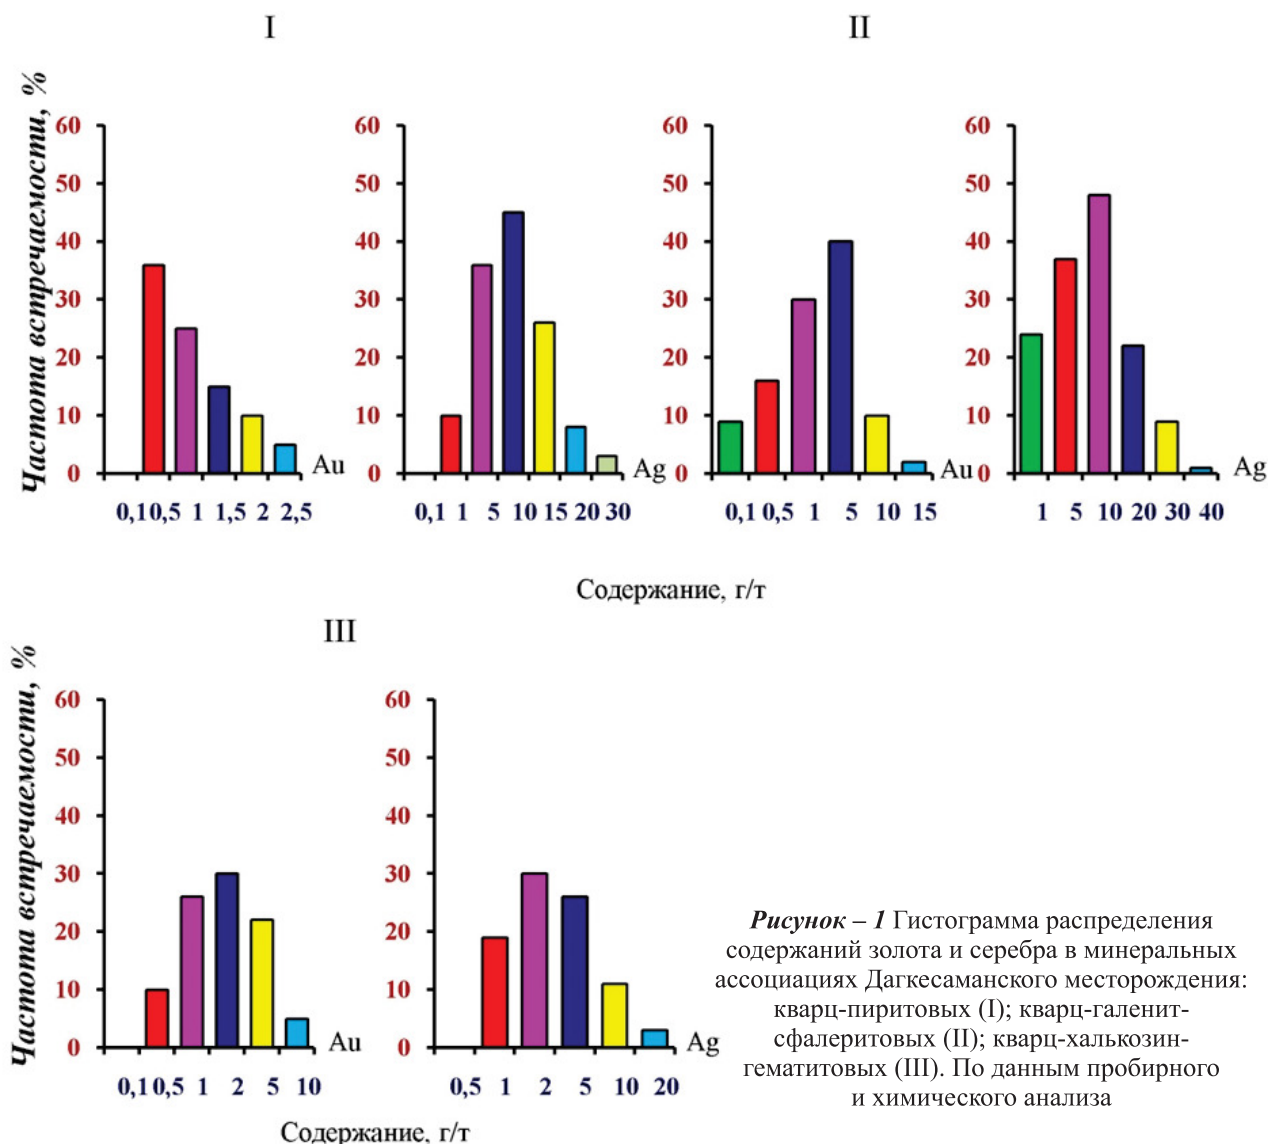 I
II
Частота встречаемости, %
60
50
40
30
20
10
0
Au
0,1 0,5 1 1,5 2 2,5
60
50
40
30
20
10
0
Ag
0,1 1 5 10 15 20 30
60
50
40
30
20
10
0
Au
0,1 0,5 1 5 10 15
60
50
40
30
20
10
0
Ag
1 5 10 20 30 40
Содержание, г/т
III
Частота встречаемости, %
60
50
40
30
20
10
0
Au
0,1 0,5 1 2 5 10
60
50
40
30
20
10
0
Ag
0,5 1 2 5 10 20
Содержание, г/т
Рисунок – 1 Гистограмма распределения
содержаний золота и серебра в минеральных
ассоциациях Дагкесаманского месторождения:
кварц-пиритовых (I); кварц-галенит-
сфалеритовых (II); кварц-халькозин-
гематитовых (III). По данным пробирного
и химического анализа